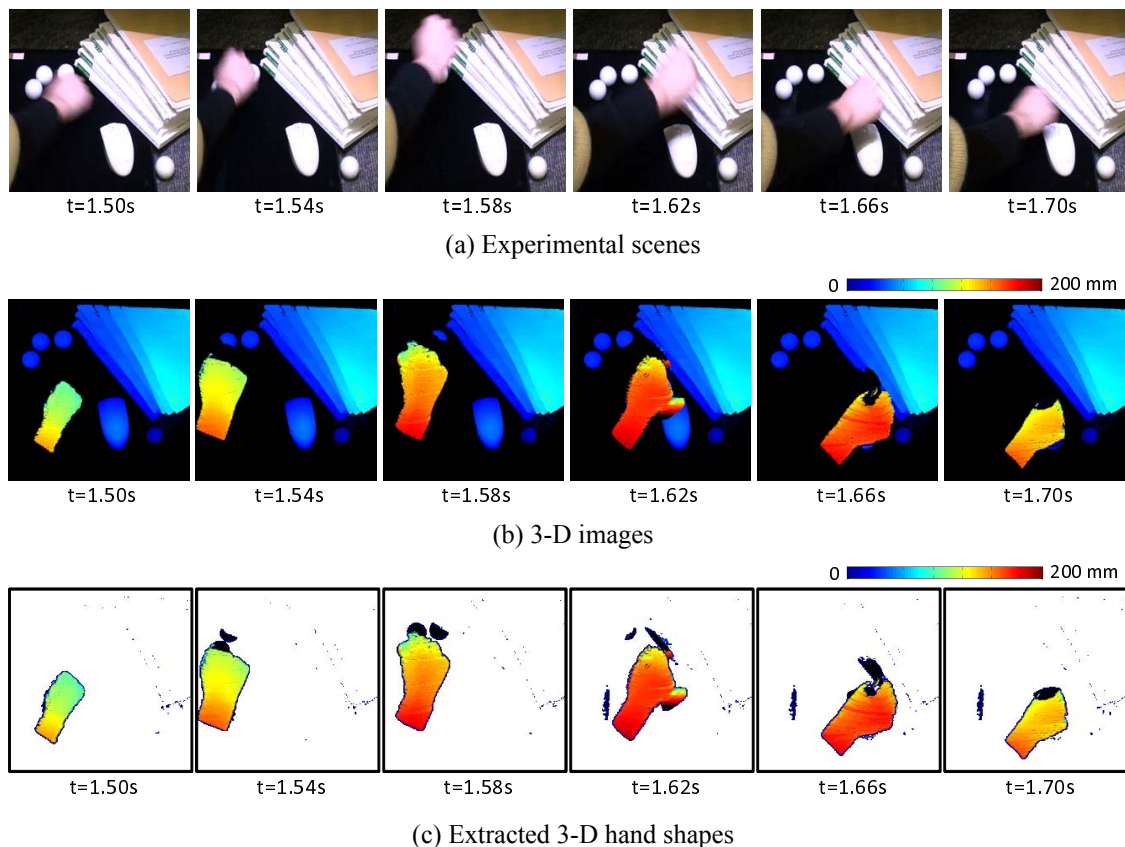 t=1.50s t=1.54s t=1.58s t=1.62s t=1.66s t=1.70s
(a) Experimental scenes
0 200 mm
t=1.50s t=1.54s t=1.58s t=1.62s t=1.66s t=1.70s
(b) 3-D images
0 200 mm
t=1.50s t=1.54s t=1.58s t=1.62s t=1.66s t=1.70s
(c) Extracted 3-D hand shapes